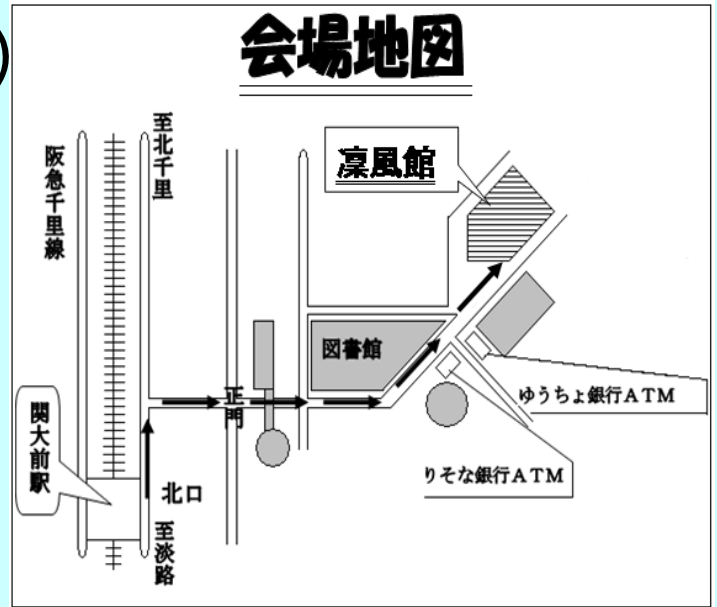 会場地図
至北千里
阪急千里線
凜風館
図書館
正門
ゆうちょ銀行ATM
関大前駅
りそな銀行ATM
北口
至淡路